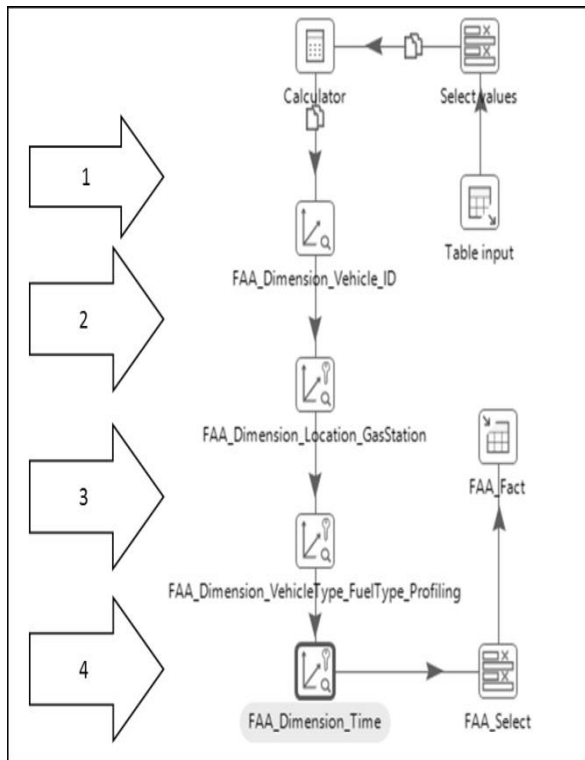 Calculator
Select values
1
Table input
FAA_Dimension_Vehicle_ID
2
FAA_Dimension_Location_GasStation
FAA_Fact
3
FAA_Dimension_VehicleType_FuelType_Profiling
4
FAA_Dimension_Time
FAA_Select